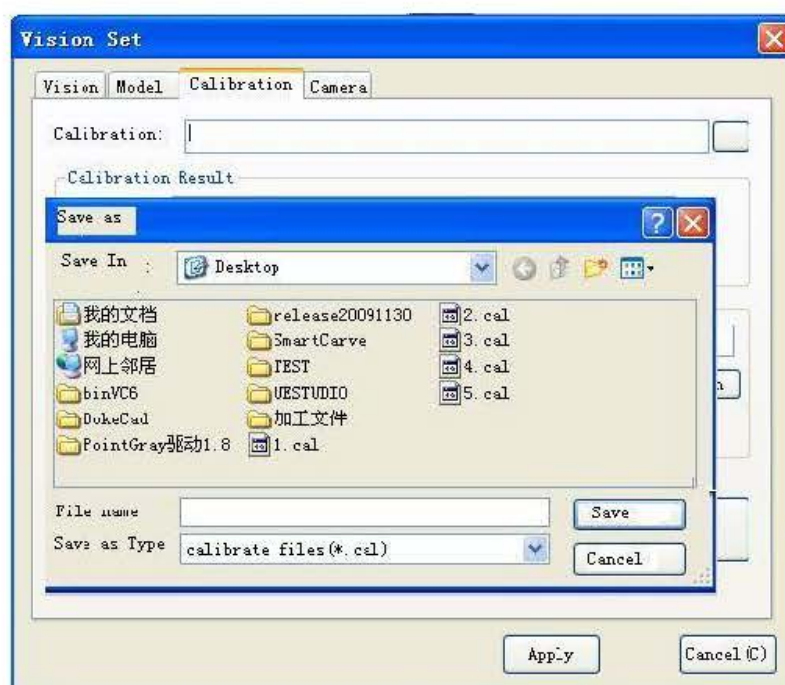 Vision Set
Vision Model Calibration Camera
Calibration:
Calibration Result
Save as
Save In :
Desktop
我的文档
我的电脑
网上邻居
binVC6
DokeCad
PointGray驱动1.8
release20091130
SmartCarve
TEST
UESTUDIO
加工文件
1.cal
2.cal
3.cal
4.cal
5.cal
File name
Save
Save as Type
calibrate files(*.cal)
Cancel
Apply
Cancel(C)